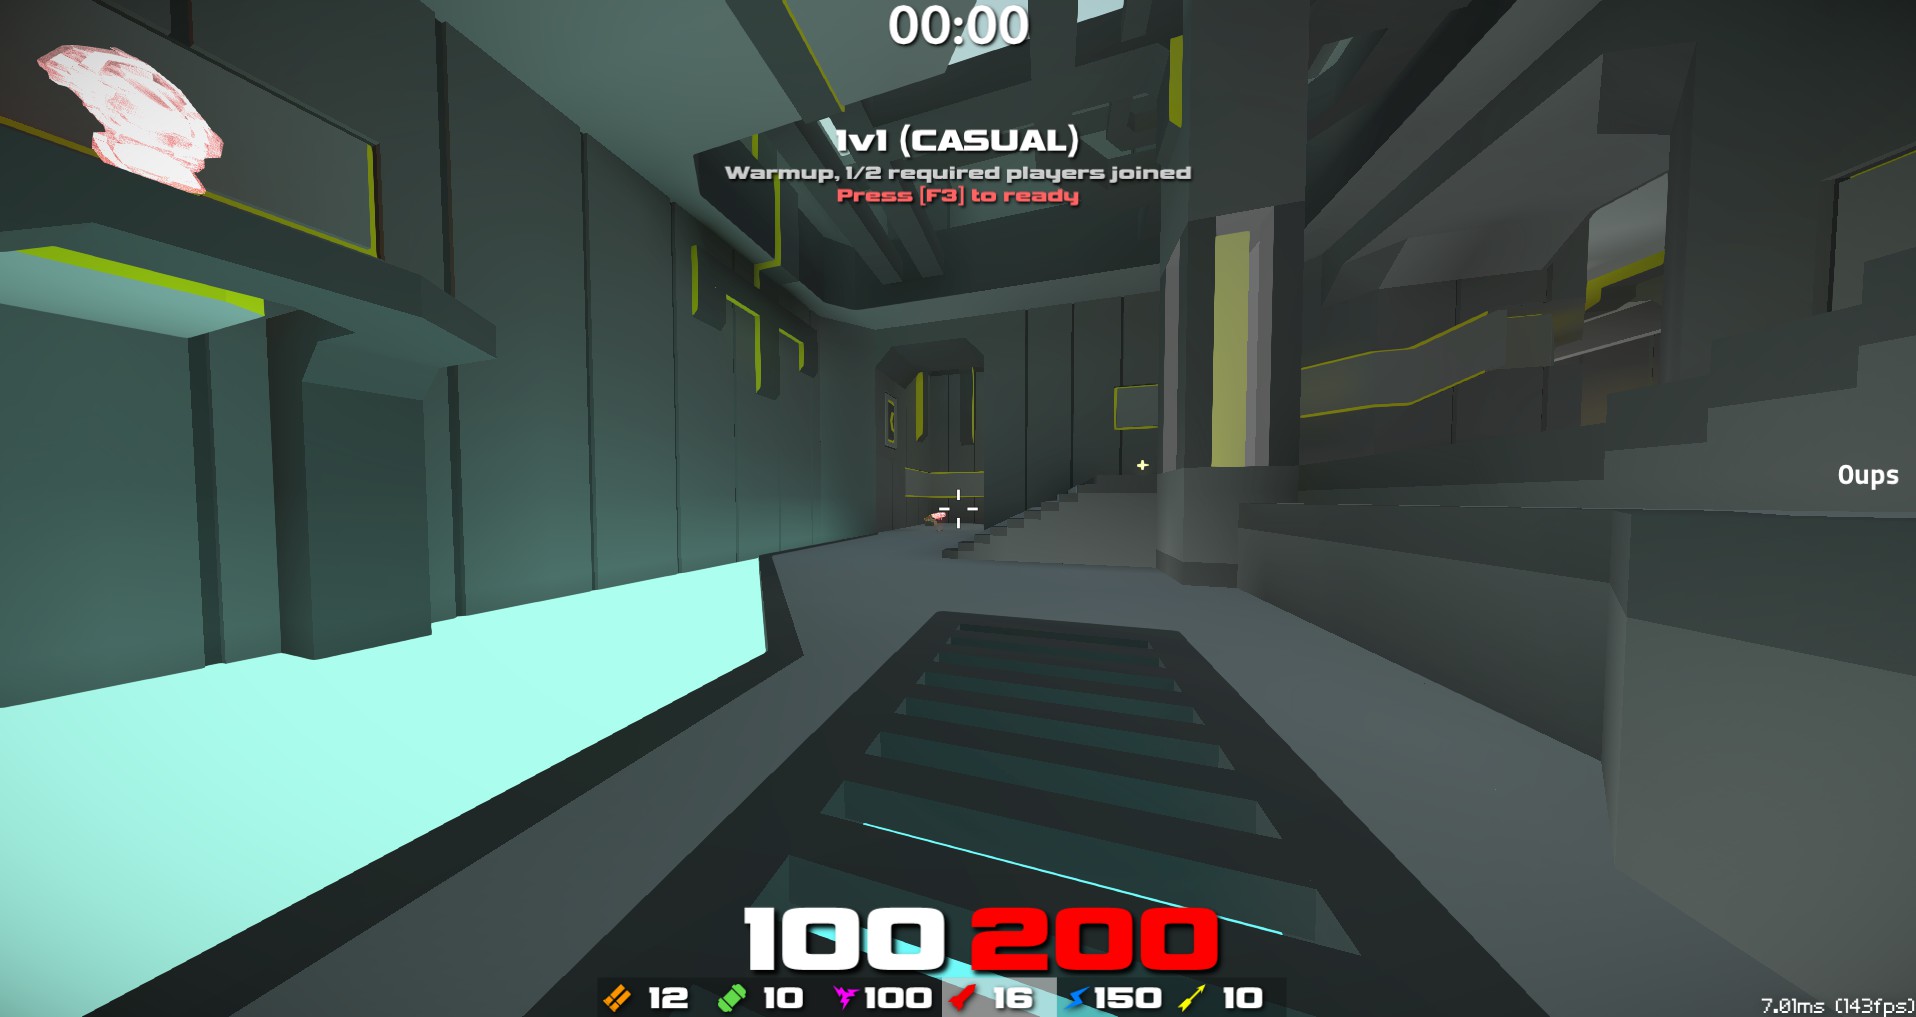 00:00
1v1 (CASUAL)
Warmup, 1/2 required players joined
Press [F3] to ready
Oups
100 200
12 10 100 16 150 10
7.01ms (143fps)